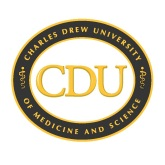 CHARLES DREW UNIVERSITY
CDU
OF MEDICINE AND SCIENCE